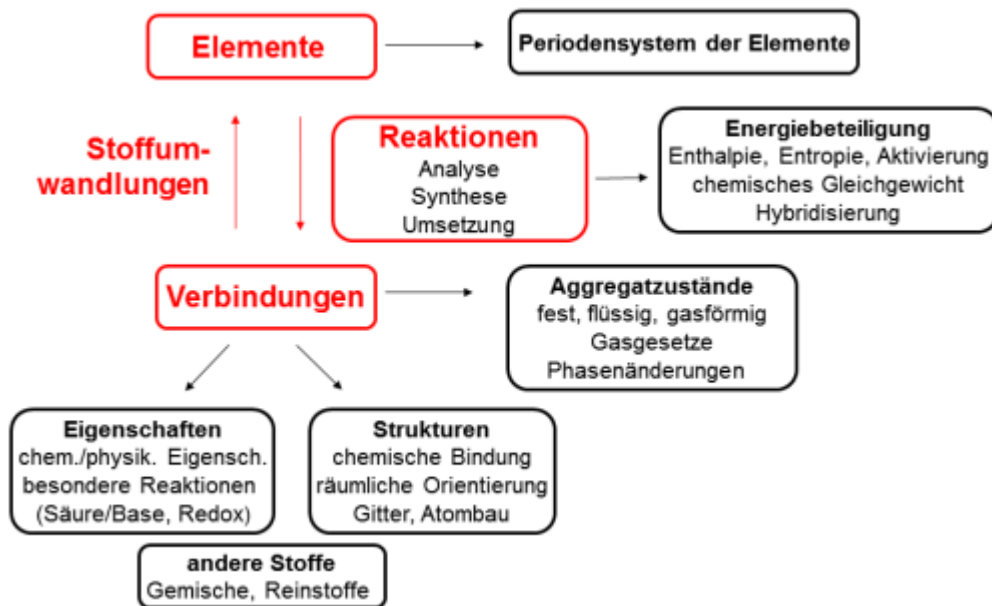 Elemente
Periodensystem der Elemente
Stoffum-
wandlungen
Reaktionen
Analyse
Synthese
Umsetzung
Energiebeteiligung
Enthalpie, Entropie, Aktivierung
chemisches Gleichgewicht
Hybridisierung
Verbindungen
Aggregatzustände
fest, flüssig, gasförmig
Gasgesetze
Phasenänderungen
Eigenschaften
chem./physik. Eigensch.
besondere Reaktionen
(Säure/Base, Redox)
Strukturen
chemische Bindung
räumliche Orientierung
Gitter, Atombau
andere Stoffe
Gemische, Reinstoffe